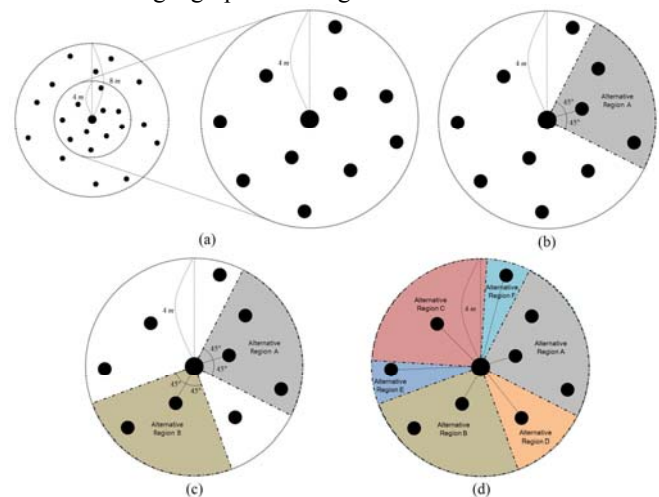 4 m
8 m
4 m
4 m
45°
45°
Alternative
Region A
(a)
(b)
4 m
45°
45°
45°
45°
Alternative
Region A
Alternative
Region B
4 m
Alternative
Region C
Alternative
Region F
Alternative
Region A
Alternative
Region E
Alternative
Region B
Alternative
Region D
(c)
(d)